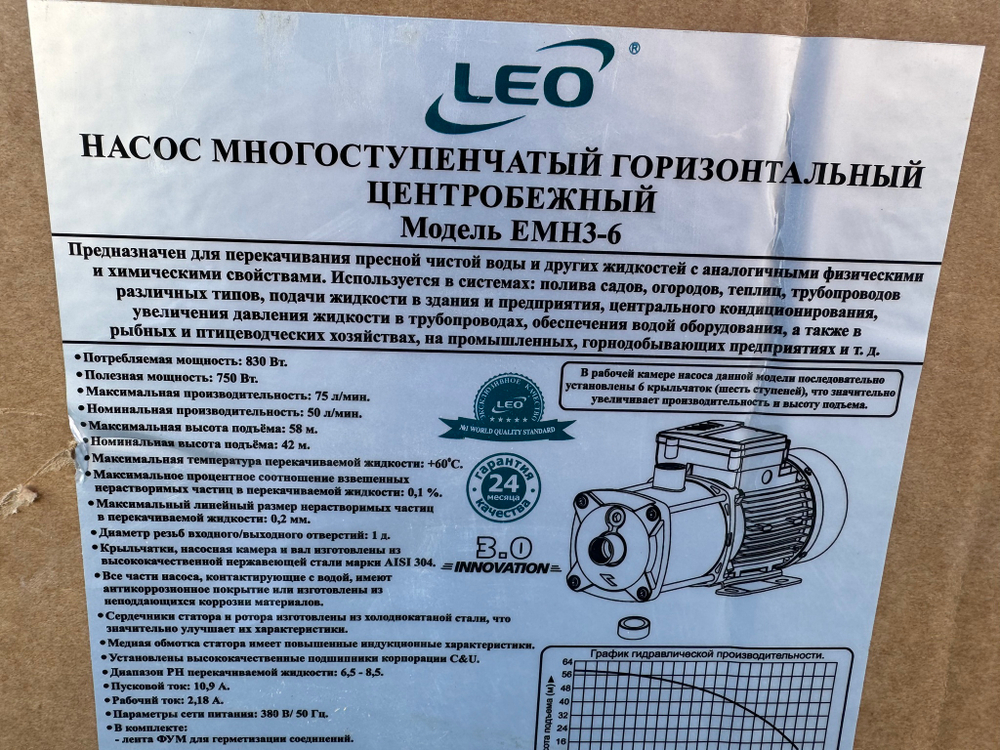 LEO®
НАСОС МНОГОСТУПЕНЧАТЫЙ ГОРИЗОНТАЛЬНЫЙ
ЦЕНТРОБЕЖНЫЙ
Модель EMH3-6
Предназначен для перекачивания пресной чистой воды и других жидкостей с аналогичными физическими
и химическими свойствами. Используется в системах: полива садов, огородов, теплиц, трубопроводов
различных типов, подачи жидкости в здания и предприятия, центрального кондиционирования,
увеличения давления жидкости в трубопроводах, обеспечения водой оборудования, а также в
рыбных и птицеводческих хозяйствах, на промышленных, горнодобывающих предприятиях и т. д.
• Потребляемая мощность: 830 Вт.
• Полезная мощность: 750 Вт.
• Максимальная производительность: 75 л/мин.
• Номинальная производительность: 50 л/мин.
• Максимальная высота подъёма: 58 м.
• Номинальная высота подъёма: 42 м.
• Максимальная температура перекачиваемой жидкости: +60°С.
• Максимальное процентное соотношение взвешенных
нерастворимых частиц в перекачиваемой жидкости: 0,1 %.
• Максимальный линейный размер нерастворимых частиц
в перекачиваемой жидкости: 0,2 мм.
• Диаметр резьб входного/выходного отверстий: 1 д.
• Крыльчатки, насосная камера и вал изготовлены из
высококачественной нержавеющей стали марки AISI 304.
• Все части насоса, контактирующие с водой, имеют
антикоррозионное покрытие или изготовлены из
неподдающихся коррозии материалов.
• Сердечники статора и ротора изготовлены из холоднокатаной стали, что
значительно улучшает их характеристики.
• Медная обмотка статора имеет повышенные индукционные характеристики.
• Установлены высококачественные подшипники корпорации C&U.
• Диапазон РН перекачиваемой жидкости: 6,5 - 8,5.
• Пусковой ток: 10,9 А.
• Рабочий ток: 2,18 А.
• Параметры сети питания: 380 В/ 50 Гц.
• В комплекте:
- лента ФУМ для герметизации соединений.
ЭКСКЛЮЗИВНОЕ КАЧЕСТВО
LEO
№1 WORLD QUALITY STANDARD
гарантия
24
месяца
качества
3.0
INNOVATION
В рабочей камере насоса данной модели последовательно
установлены 6 крыльчаток (шесть ступеней), что значительно
увеличивает производительность и высоту подъема.
График гидравлической производительности.
64
56
48
40
32
24
16
подъема (м)